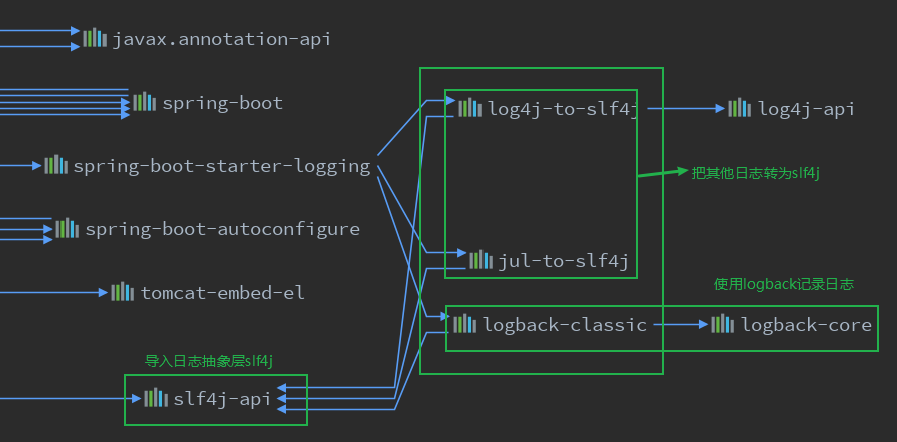 javax.annotation-api
spring-boot
log4j-to-slf4j
log4j-api
spring-boot-starter-logging
把其他日志转为slf4j
spring-boot-autoconfigure
jul-to-slf4j
使用logback记录日志
tomcat-embed-el
logback-classic
logback-core
导入日志抽象层slf4j
slf4j-api